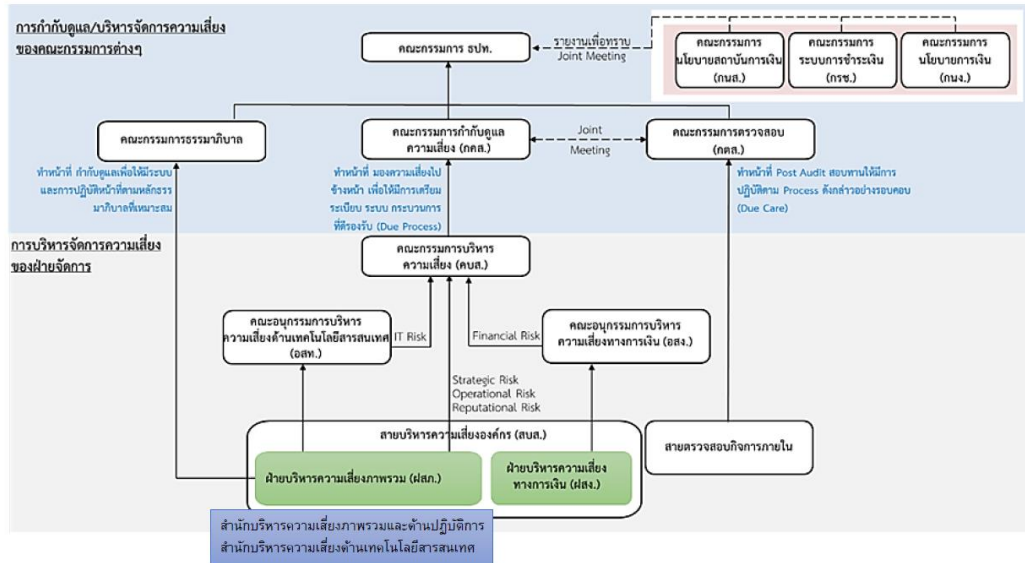 การกำกับดูแล/บริหารจัดการความเสี่ยง
ของคณะกรรมการต่างๆ
คณะกรรมการ ธปท.
รายงานเพื่อทราบ
Joint Meeting
คณะกรรมการ
นโยบายสถาบันการเงิน
(กนส.)
คณะกรรมการ
ระบบการชำระเงิน
(กรช.)
คณะกรรมการ
นโยบายการเงิน
(กนง.)
คณะกรรมการธรรมาภิบาล
คณะกรรมการกำกับดูแล
ความเสี่ยง (กคส.)
Joint
Meeting
คณะกรรมการตรวจสอบ
(กตส.)
ทำหน้าที่ กำกับดูแลเพื่อให้มีระบบ
และการปฏิบัติหน้าที่ตามหลักธรร
มาภิบาลที่เหมาะสม
ทำหน้าที่ มองความเสี่ยงไป
ข้างหน้า เพื่อให้มีการเตรียม
ระเบียบ ระบบ กระบวนการ
ที่ดีรองรับ (Due Process)
ทำหน้าที่ Post Audit สอบทานให้มีการ
ปฏิบัติตาม Process ดังกล่าวอย่างรอบคอบ
(Due Care)
การบริหารจัดการความเสี่ยง
ของฝ่ายจัดการ
คณะกรรมการบริหาร
ความเสี่ยง (คบส.)
คณะอนุกรรมการบริหาร
ความเสี่ยงด้านเทคโนโลยีสารสนเทศ
(อสท.)
IT Risk
Financial Risk
คณะอนุกรรมการบริหาร
ความเสี่ยงทางการเงิน (อสง.)
Strategic Risk
Operational Risk
Reputational Risk
สายบริหารความเสี่ยงองค์กร (สบส.)
ฝ่ายบริหารความเสี่ยงภาพรวม (ฝสภ.)
ฝ่ายบริหารความเสี่ยง
ทางการเงิน (ฝสง.)
สายตรวจสอบกิจการภายใน
สำนักบริหารความเสี่ยงภาพรวมและด้านปฏิบัติการ
สำนักบริหารความเสี่ยงด้านเทคโนโลยีสารสนเทศ